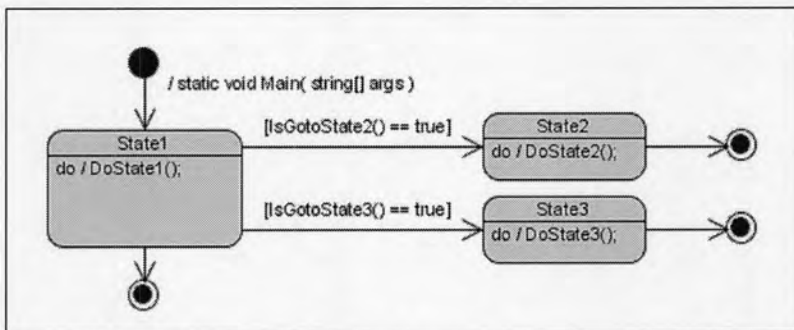 / static void Main( string[] args )
[IsGotoState2() == true]
State1
do / DoState1();
State2
do / DoState2();
[IsGotoState3() == true]
State3
do / DoState3();